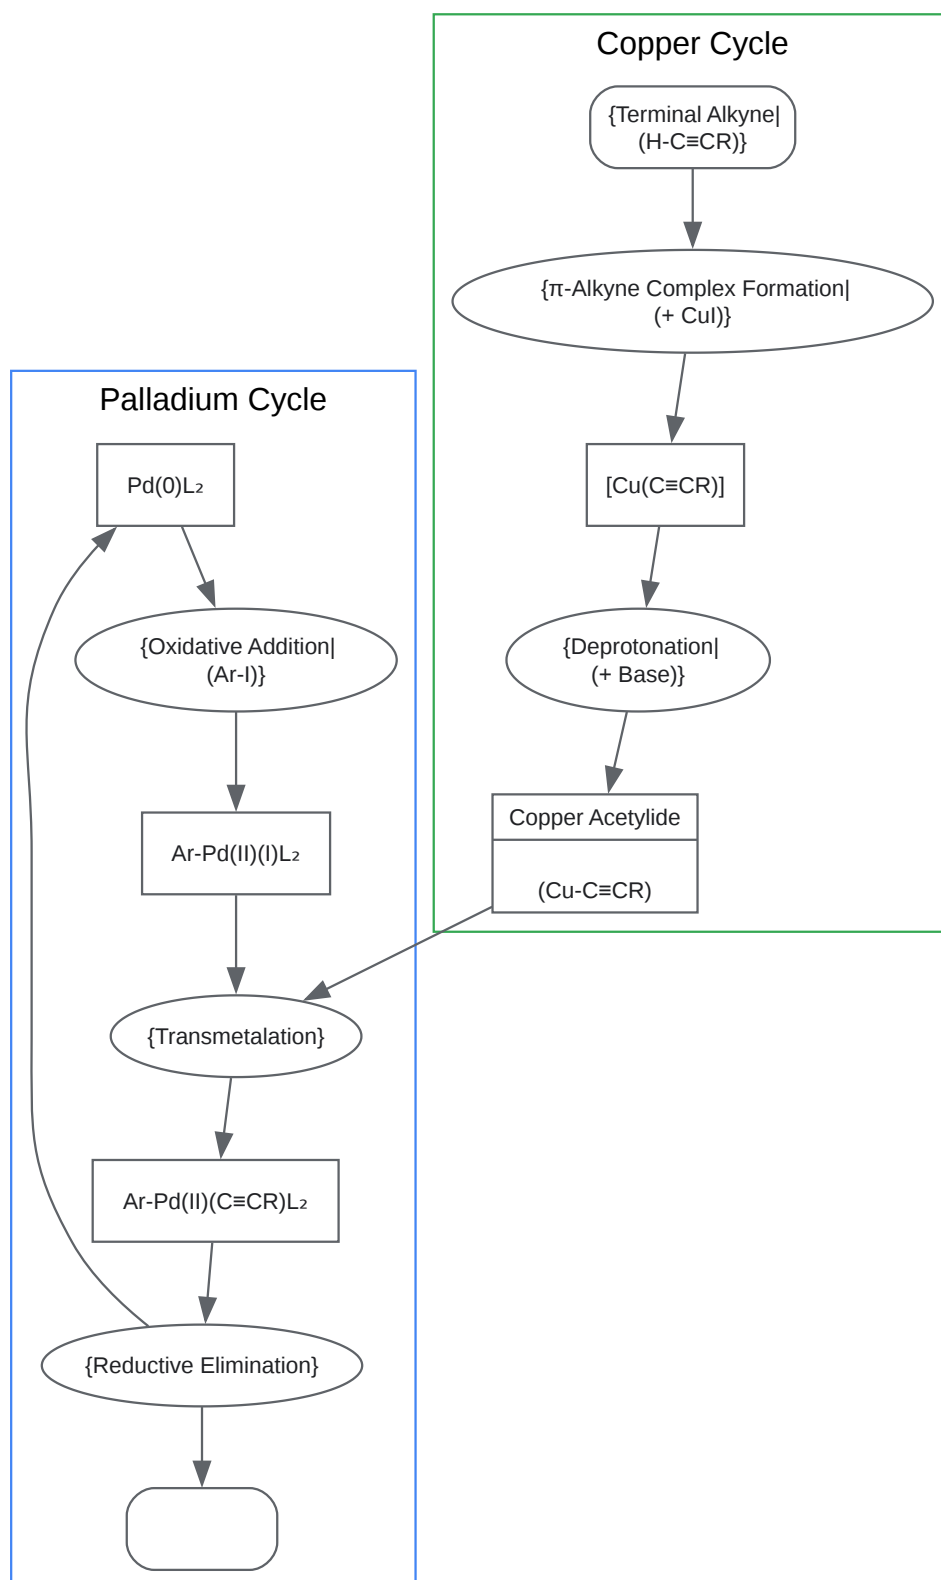 Copper Cycle
{Terminal Alkyne|
(H-C≡CR)}
{π-Alkyne Complex Formation|
(+ CuI)}
[Cu(C≡CR)]
{Deprotonation|
(+ Base)}
Copper Acetylide
(Cu-C≡CR)
Palladium Cycle
Pd(0)L₂
{Oxidative Addition|
(Ar-I)}
Ar-Pd(II)(I)L₂
{Transmetalation}
Ar-Pd(II)(C≡CR)L₂
{Reductive Elimination}